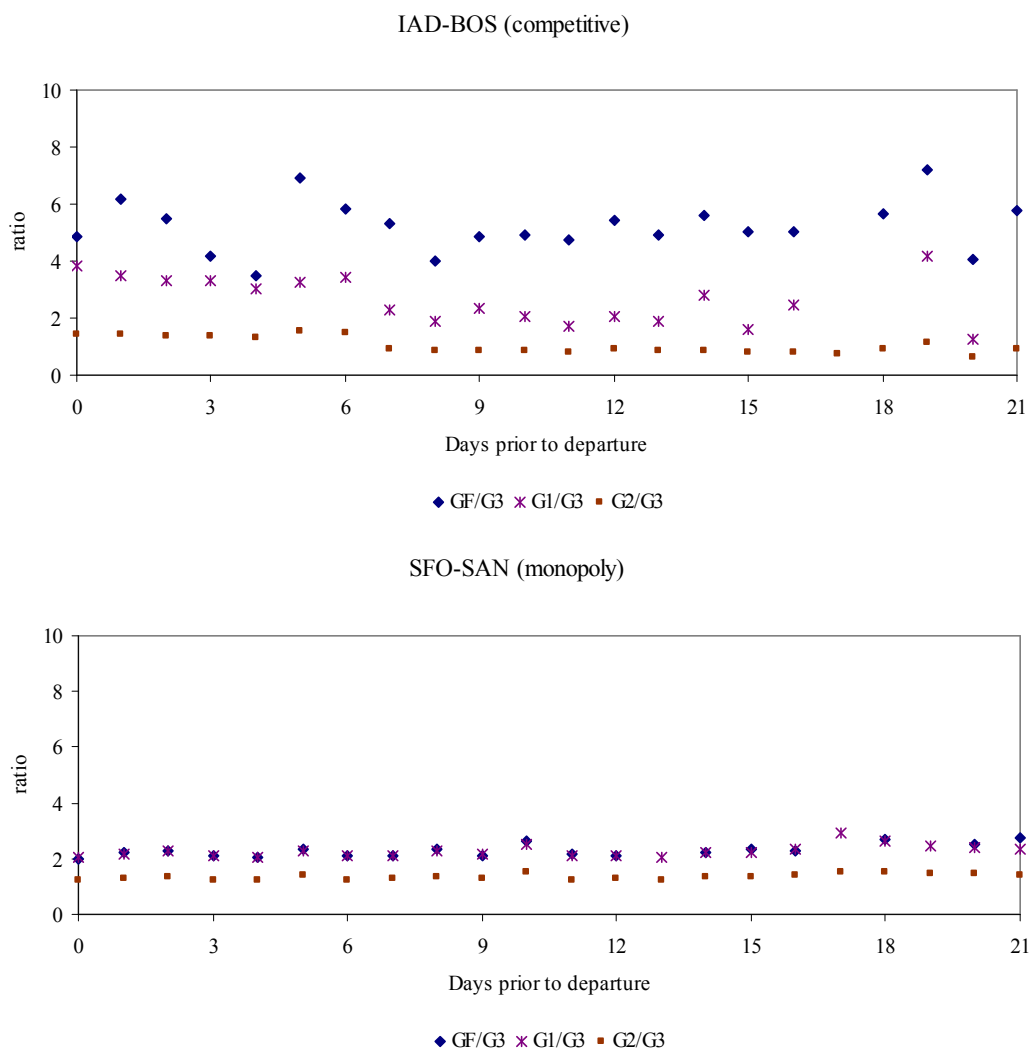 IAD-BOS (competitive)
10
8
6
4
2
0
ratio
0 3 6 9 12 15 18 21
Days prior to departure
GF/G3 G1/G3 G2/G3
SFO-SAN (monopoly)
10
8
6
4
2
0
ratio
0 3 6 9 12 15 18 21
Days prior to departure
GF/G3 G1/G3 G2/G3